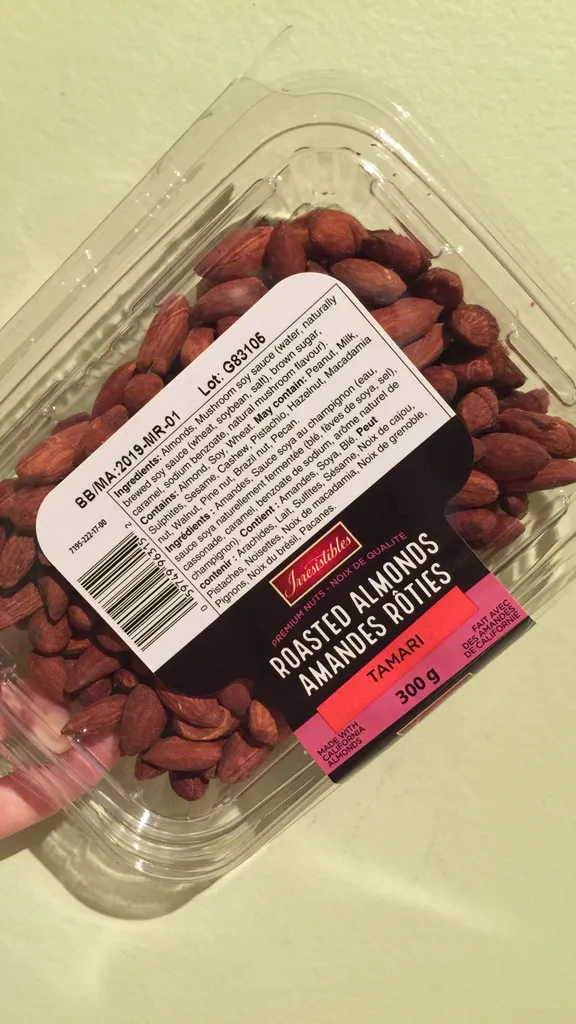 BB/MA:2019-MR-01 Lot: G83105
Ingredients: Almonds, Mushroom soy sauce (water, naturally
brewed soy sauce (wheat, soybean, salt), brown sugar,
caramel, sodium benzoate, natural mushroom flavour).
Contains: Almond, Soy, Wheat. May contain: Peanut, Milk,
Sulphites, Sesame, Cashew, Pistachio, Hazelnut, Macadamia
nut, Walnut, Pine nut, Brazil nut, Pecan.
Ingrédients : Amandes, Sauce soya au champignon (eau,
sauce soya naturellement fermentée (blé, fèves de soya, sel),
cassonade, caramel, benzoate de sodium, arôme naturel de
champignon). Contient : Amandes, Soya, Blé. Peut
contenir : Arachides, Lait, Sulfites, Sésame, Noix de cajou,
Pistaches, Noisettes, Noix de macadamia, Noix de grenoble,
Pignons, Noix du brésil, pacanes.
7195-222-17-00
Irresistibles
PREMIUM NUTS - NOIX DE QUALITÉ
ROASTED ALMONDS
AMANDES RÔTIES
TAMARI
300 g
MADE WITH
CALIFORNIA
ALMONDS
FAIT AVEC
DES AMANDES
DE CALIFORNIE